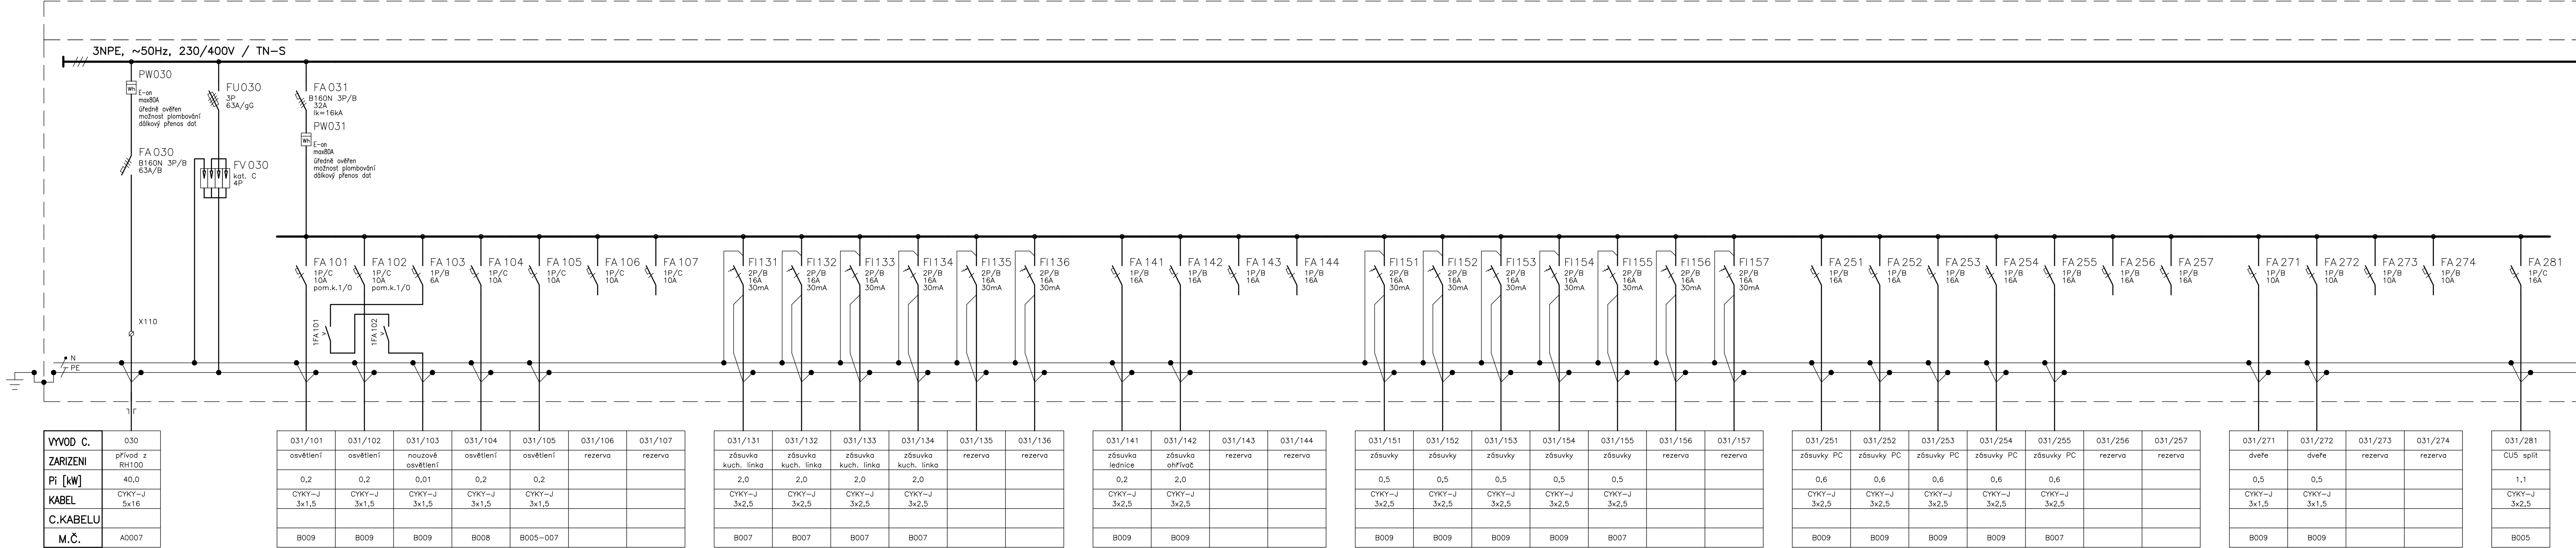 3NPE, ~50Hz, 230/400V / TN-S
PW030
Wh
E-on
max80A
úředně ověřen
možnost plombování
dálkový přenos dat
FA030
B160N 3P/B
63A/B
X110
N
PE
FU030
3P
63A/gG
FV030
kat. C
4P
FA031
B160N 3P/B
32A
Ik=16kA
PW031
Wh
E-on
max80A
úředně ověřen
možnost plombování
dálkový přenos dat
FA101
1P/C
10A
pom.k.1/0
FA102
1P/C
10A
pom.k.1/0
FA103
1P/B
6A
FA104
1P/C
10A
FA105
1P/C
10A
FA106
1P/C
10A
FA107
1P/C
10A
1FA101
1FA102
FI131
2P/B
16A
30mA
FI132
2P/B
16A
30mA
FI133
2P/B
16A
30mA
FI134
2P/B
16A
30mA
FI135
2P/B
16A
30mA
FI136
2P/B
16A
30mA
FA141
1P/B
16A
FA142
1P/B
16A
FA143
1P/B
16A
FA144
1P/B
16A
FI151
2P/B
16A
30mA
FI152
2P/B
16A
30mA
FI153
2P/B
16A
30mA
FI154
2P/B
16A
30mA
FI155
2P/B
16A
30mA
FI156
2P/B
16A
30mA
FI157
2P/B
16A
30mA
FA251
1P/B
16A
FA252
1P/B
16A
FA253
1P/B
16A
FA254
1P/B
16A
FA255
1P/B
16A
FA256
1P/B
16A
FA257
1P/B
16A
FA271
1P/B
10A
FA272
1P/B
10A
FA273
1P/B
10A
FA274
1P/B
10A
FA281
1P/C
16A
VYVOD C. 030 031/101 031/102 031/103 031/104 031/105 031/106 031/107 031/131 031/132 031/133 031/134 031/135 031/136 031/141 031/142 031/143 031/144 031/151 031/152 031/153 031/154 031/155 031/156 031/157 031/251 031/252 031/253 031/254 031/255 031/256 031/257 031/271 031/272 031/273 031/274 031/281
ZARIZENI přívod z osvětlení osvětlení nouzové osvětlení osvětlení rezerva rezerva zásuvka zásuvka zásuvka zásuvka rezerva rezerva zásuvka zásuvka rezerva rezerva zásuvky zásuvky zásuvky zásuvky zásuvky rezerva rezerva zásuvky PC zásuvky PC zásuvky PC zásuvky PC zásuvky PC rezerva rezerva dveře dveře rezerva rezerva CU5 split
RH100 osvětlení kuch. linka kuch. linka kuch. linka kuch. linka lednice ohřívač
Pi [kW] 40,0 0,2 0,2 0,01 0,2 0,2 2,0 2,0 2,0 2,0 0,2 2,0 0,5 0,5 0,5 0,5 0,5 0,6 0,6 0,6 0,6 0,6 0,5 0,5 1,1
KABEL CYKY-J CYKY-J CYKY-J CYKY-J CYKY-J CYKY-J CYKY-J CYKY-J CYKY-J CYKY-J CYKY-J CYKY-J CYKY-J CYKY-J CYKY-J CYKY-J CYKY-J CYKY-J CYKY-J CYKY-J CYKY-J CYKY-J CYKY-J CYKY-J CYKY-J
5x16 3x1,5 3x1,5 3x1,5 3x1,5 3x1,5 3x2,5 3x2,5 3x2,5 3x2,5 3x2,5 3x2,5 3x2,5 3x2,5 3x2,5 3x2,5 3x2,5 3x2,5 3x2,5 3x2,5 3x2,5 3x2,5 3x1,5 3x1,5 3x2,5
C.KABELU
M.Č. A0007 B009 B009 B009 B008 B005-007 B007 B007 B007 B007 B009 B009 B009 B009 B009 B009 B007 B009 B009 B009 B009 B007 B009 B009 B005